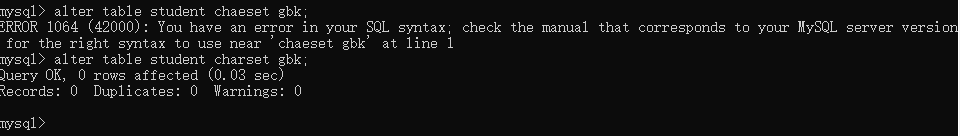 mysql> alter table student chaeset gbk;
ERROR 1064 (42000): You have an error in your SQL syntax; check the manual that corresponds to your MySQL server version
for the right syntax to use near 'chaeset gbk' at line 1
mysql> alter table student charset gbk;
Query OK, 0 rows affected (0.03 sec)
Records: 0  Duplicates: 0  Warnings: 0
mysql>